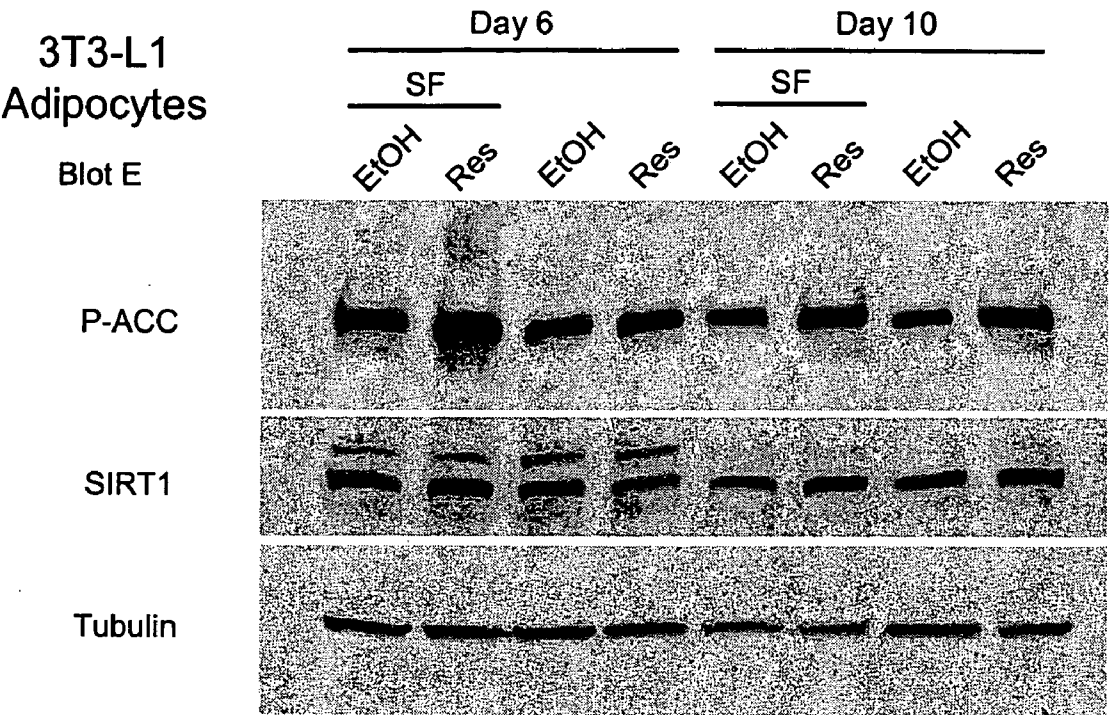 3T3-L1
Adipocytes
Blot E
Day 6
Day 10
SF
SF
EtOH
Res
EtOH
Res
EtOH
Res
EtOH
Res
P-ACC
SIRT1
Tubulin